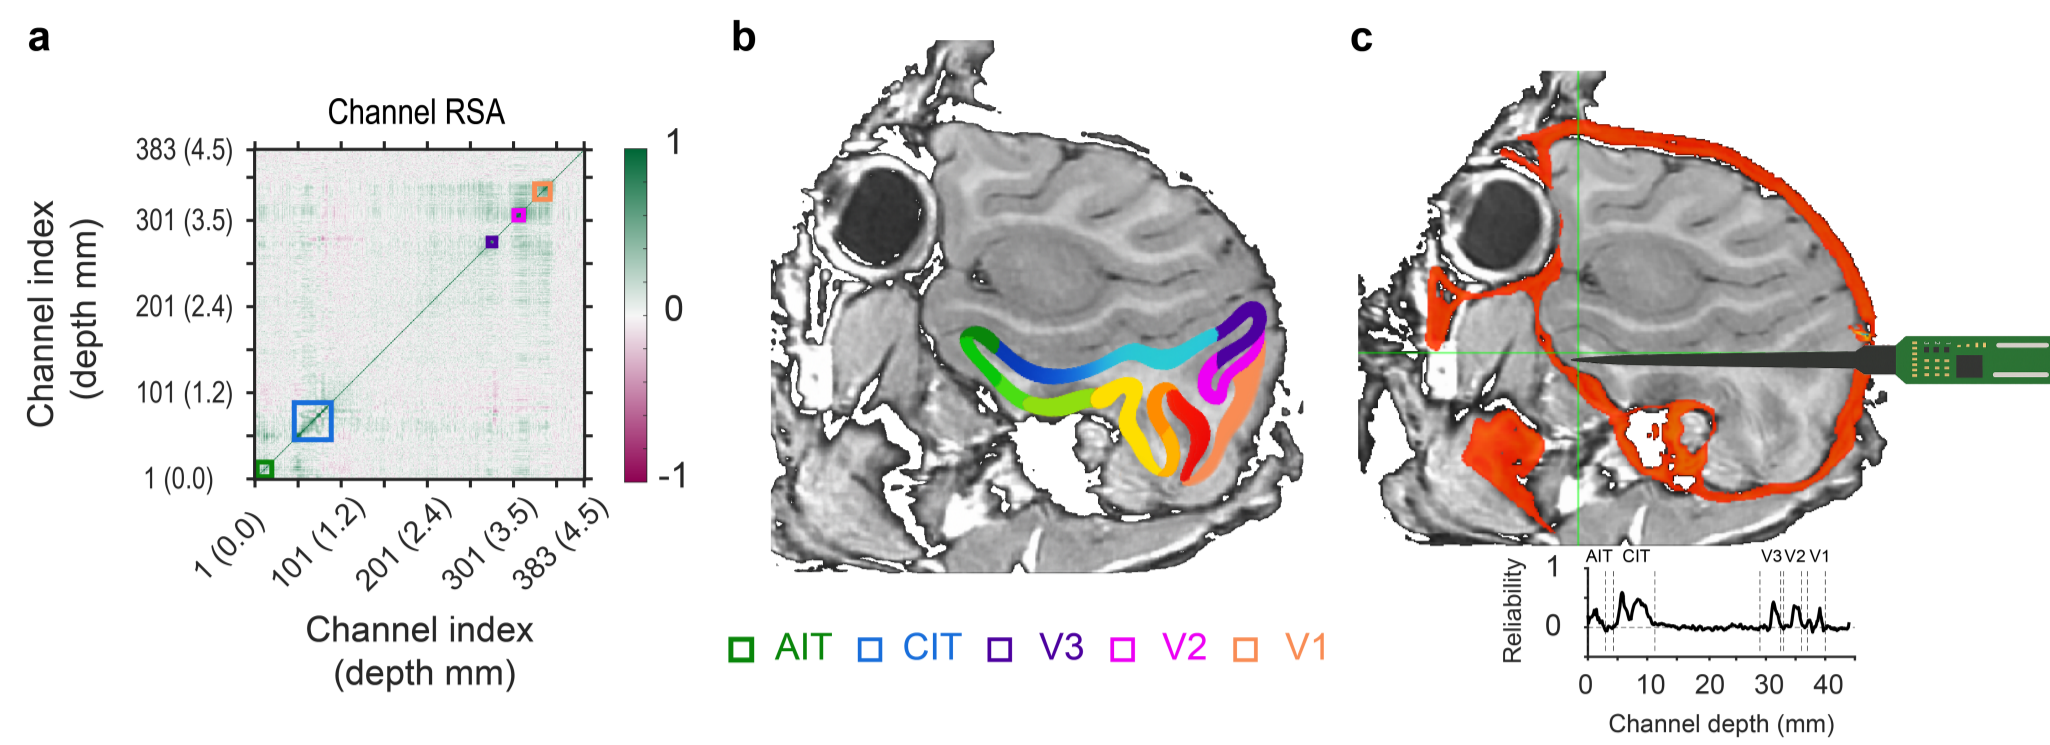 a
b
c
Channel RSA
Channel index
(depth mm)
383 (4.5)
301 (3.5)
201 (2.4)
101 (1.2)
1 (0.0)
1 (0.0)
101 (1.2)
201 (2.4)
301 (3.5)
383 (4.5)
Channel index
(depth mm)
1
0
-1
AIT
CIT
V3
V2
V1
AIT CIT V3 V2 V1
Reliability
1
0
0 10 20 30 40
Channel depth (mm)